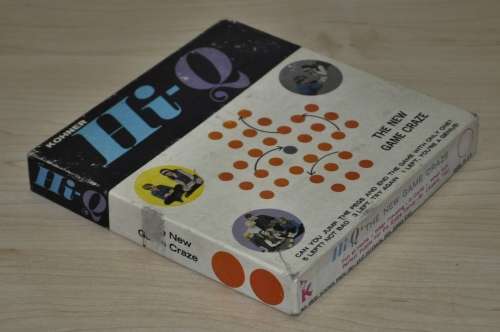 KOHNER
Hi-Q
THE NEW
GAME CRAZE
CAN YOU JUMP THE PEGS AND END THE GAME WITH ONLY ONE?
5 LEFT? NOT BAD 3 LEFT, TRY AGAIN 1 LEFT? YOU'RE A GENIUS!
Hi-Q
New
Craze
Hi-Q
THE NEW GAME CRAZE
K